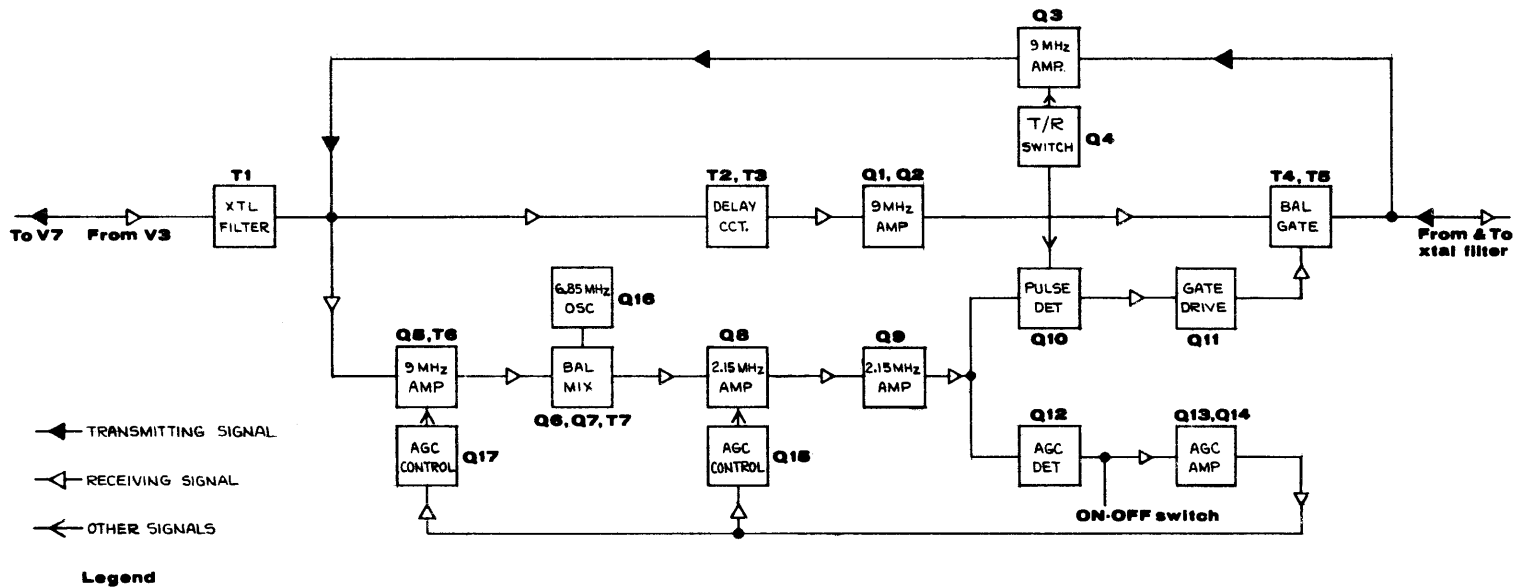 Q3
9 MHz
AMP.
T/R
SWITCH
Q4
T1
XTL
FILTER
T2, T3
DELAY
CCT.
Q1, Q2
9 MHz
AMP
T4, T5
BAL
GATE
To V7
From V3
From & To
xtal filter
6.85 MHz
OSC
Q16
PULSE
DET
Q10
GATE
DRIVE
Q11
Q5, T6
9 MHz
AMP
BAL
MIX
Q6, Q7, T7
Q8
2.15 MHz
AMP
Q9
2.15 MHz
AMP
AGC
CONTROL
Q17
AGC
CONTROL
Q15
Q12
AGC
DET
Q13, Q14
AGC
AMP
ON-OFF switch
TRANSMITTING SIGNAL
RECEIVING SIGNAL
OTHER SIGNALS
Legend